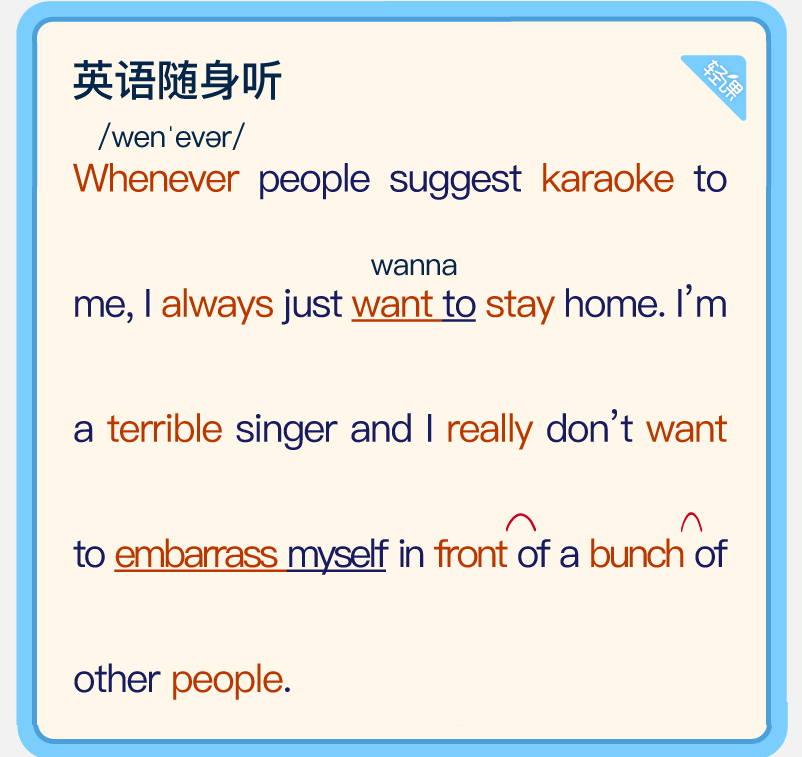 英语随身听
轻课
/wenˈevər/
Whenever people suggest karaoke to
wanna
me, I always just want to stay home. I’m
a terrible singer and I really don’t want
to embarrass myself in front of a bunch of
other people.